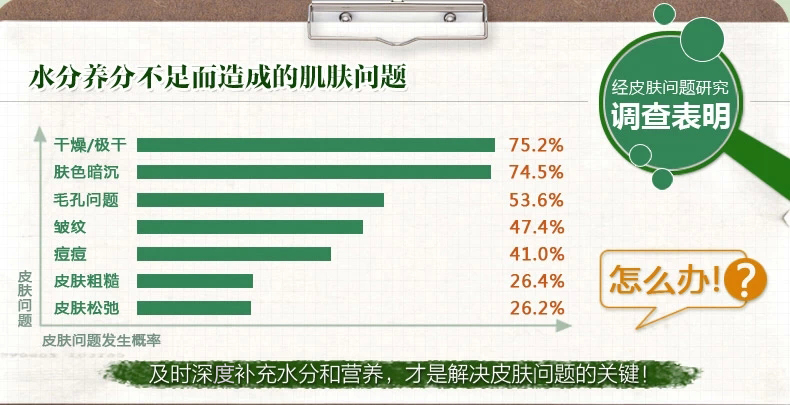 水分养分不足而造成的肌肤问题
经皮肤问题研究
调查表明
干燥/极干 75.2%
肤色暗沉 74.5%
毛孔问题 53.6%
皱纹 47.4%
痘痘 41.0%
皮肤粗糙 26.4%
皮肤松弛 26.2%
皮肤问题
皮肤问题发生概率
怎么办!?
及时深度补充水分和营养，才是解决皮肤问题的关键!